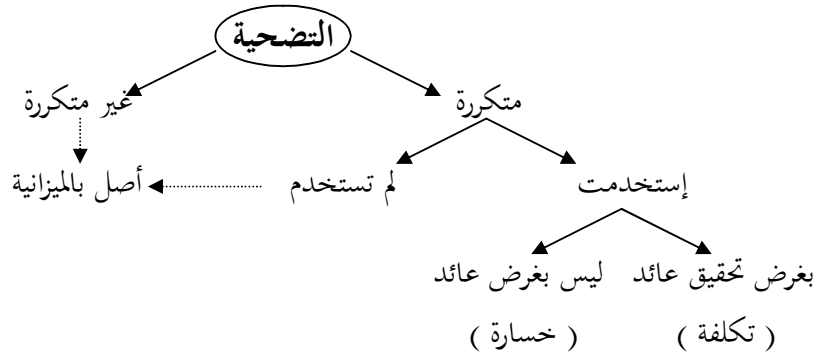 التضحية
متكررة
غير متكررة
إستخدمت
لم تستخدم
أصل بالميزانية
بغرض تحقيق عائد
ليس بغرض عائد
( تكلفة )
( خسارة )